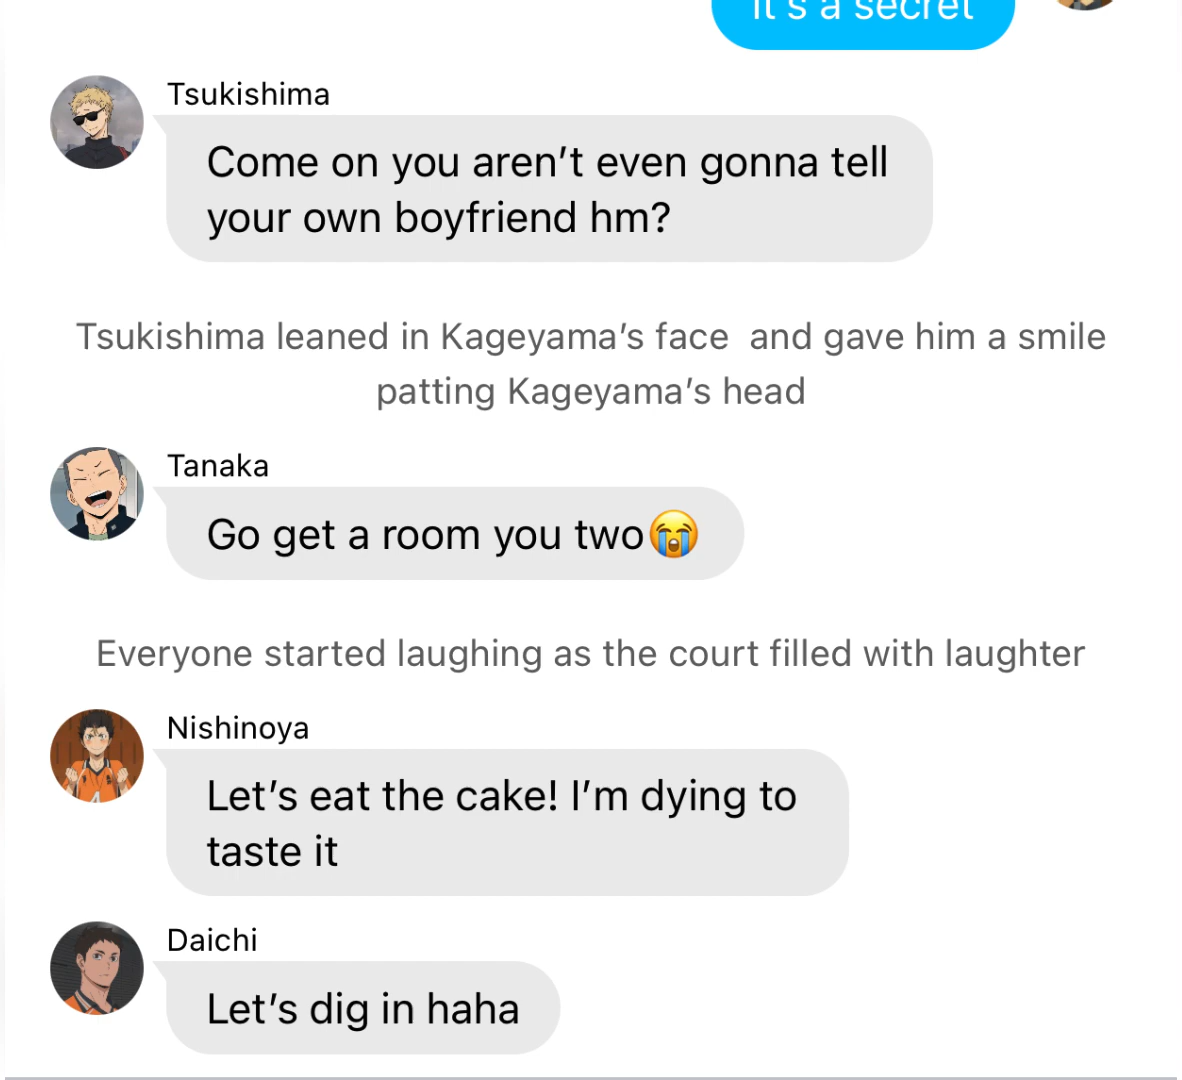 it's a secret
Tsukishima
Come on you aren't even gonna tell
your own boyfriend hm?
Tsukishima leaned in Kageyama's face  and gave him a smile
patting Kageyama's head
Tanaka
Go get a room you two😭
Everyone started laughing as the court filled with laughter
Nishinoya
Let's eat the cake! I'm dying to
taste it
Daichi
Let's dig in haha